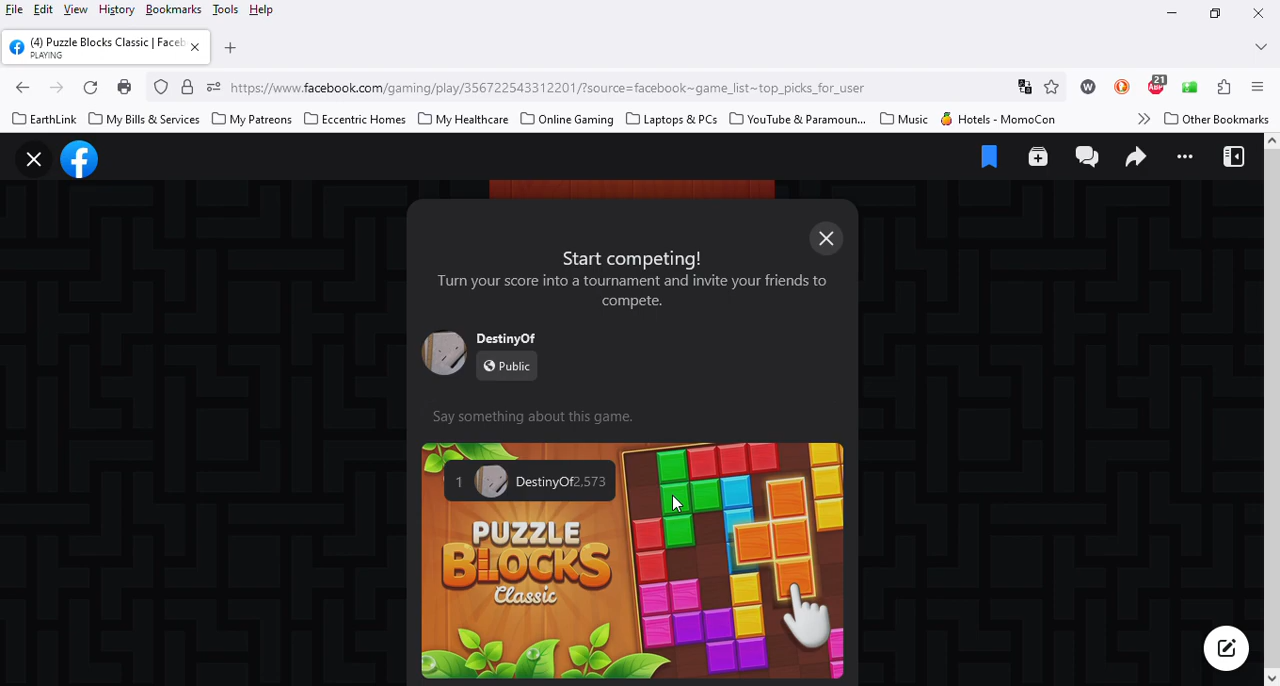 File Edit View History Bookmarks Tools Help
(4) Puzzle Blocks Classic | Faceb
PLAYING
https://www.facebook.com/gaming/play/356722543312201/?source=facebook~game_list~top_picks_for_user
21
ABP
W
EarthLink My Bills & Services My Patreons Eccentric Homes My Healthcare Online Gaming Laptops & PCs YouTube & Paramoun... Music Hotels - MomoCon Other Bookmarks
Start competing!
Turn your score into a tournament and invite your friends to
compete.
DestinyOf
Public
Say something about this game.
1 DestinyOf2,573
PUZZLE
BLOCKS
Classic